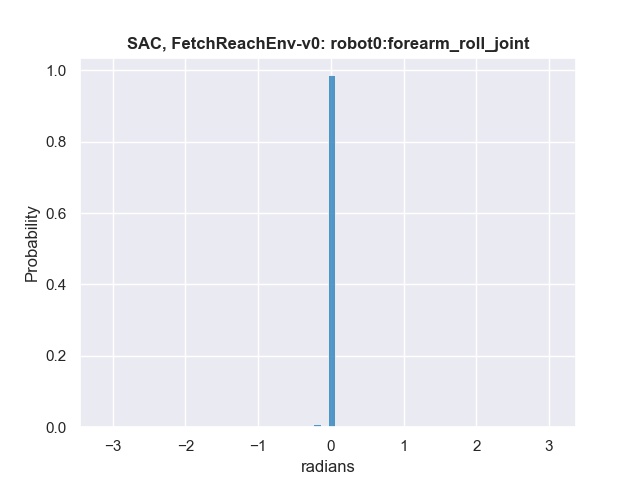 SAC, FetchReachEnv-v0: robot0:forearm_roll_joint
1.0
0.8
0.6
0.4
0.2
0.0
Probability
−3 −2 −1 0 1 2 3
radians